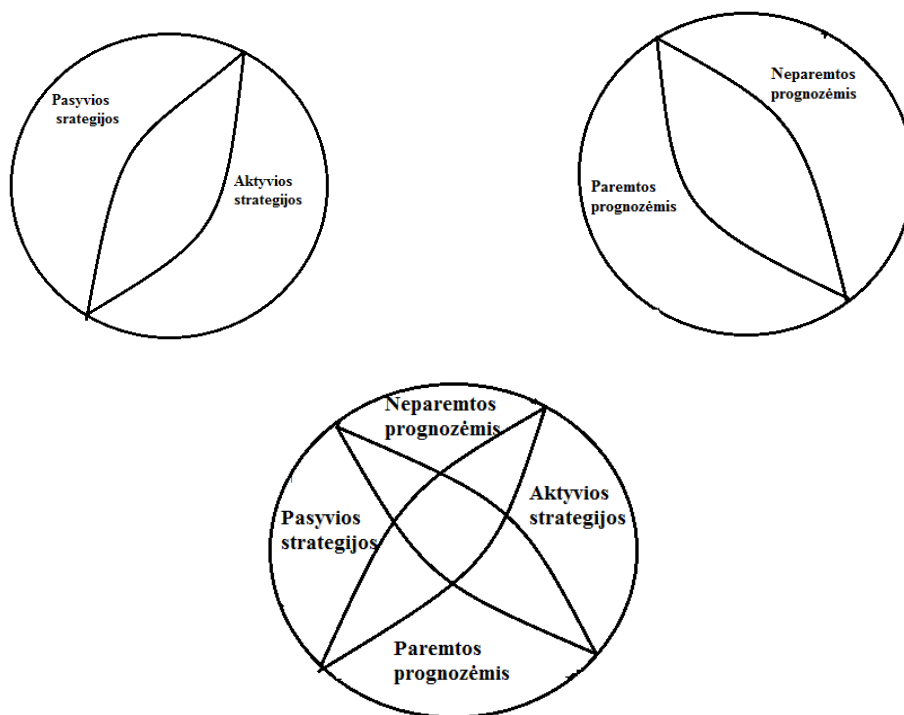 Pasyvios
srategijos
Aktyvios
strategijos
Neparemtos
prognozėmis
Paremtos
prognozėmis
Neparemtos
prognozėmis
Pasyvios
strategijos
Aktyvios
strategijos
Paremtos
prognozėmis